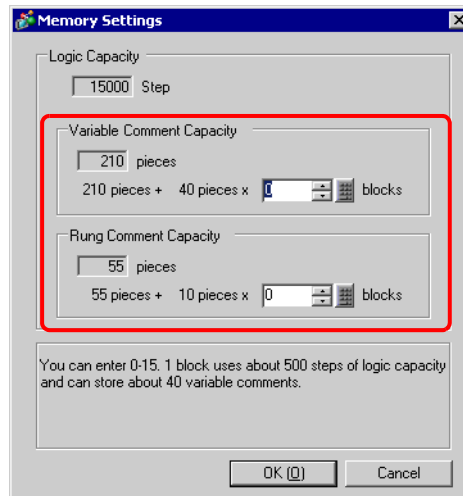 Memory Settings
Logic Capacity
15000 Step
Variable Comment Capacity
210 pieces
210 pieces + 40 pieces x 0 blocks
Rung Comment Capacity
55 pieces
55 pieces + 10 pieces x 0 blocks
You can enter 0-15. 1 block uses about 500 steps of logic capacity
and can store about 40 variable comments.
OK (O) Cancel